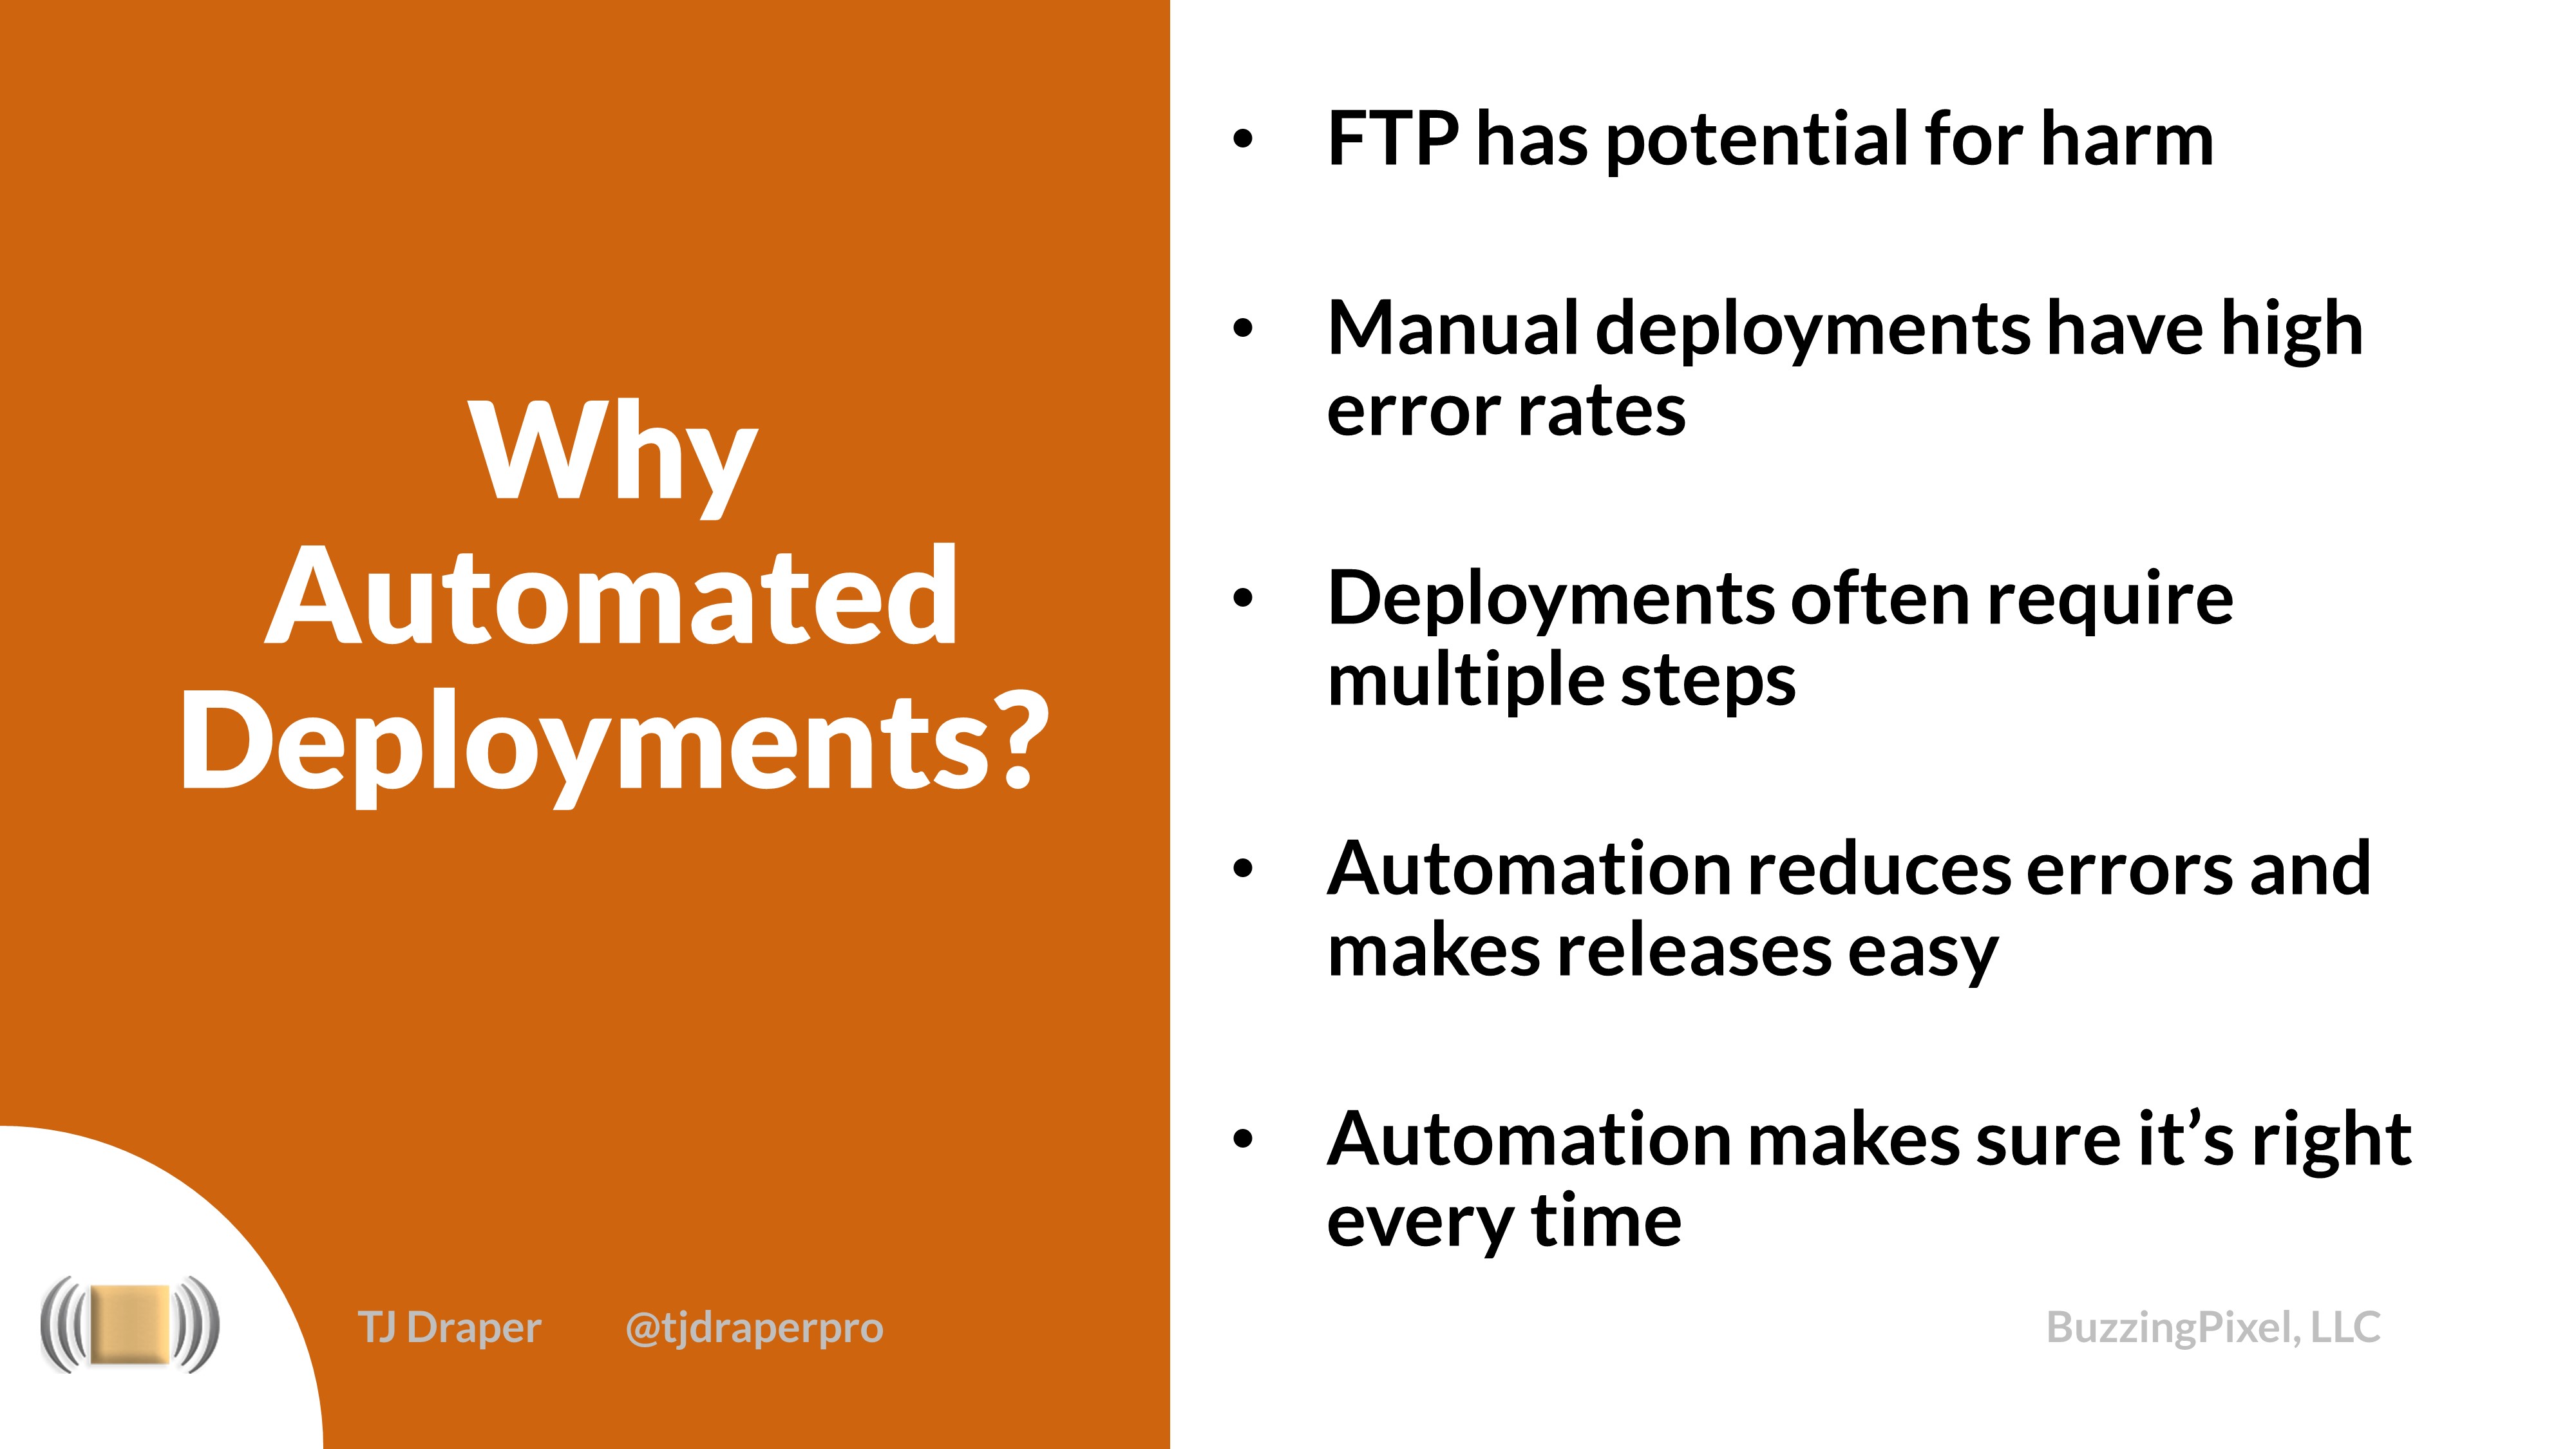 Why
Automated
Deployments?
• FTP has potential for harm
• Manual deployments have high
error rates
• Deployments often require
multiple steps
• Automation reduces errors and
makes releases easy
• Automation makes sure it’s right
every time
TJ Draper @tjdraperpro
BuzzingPixel, LLC